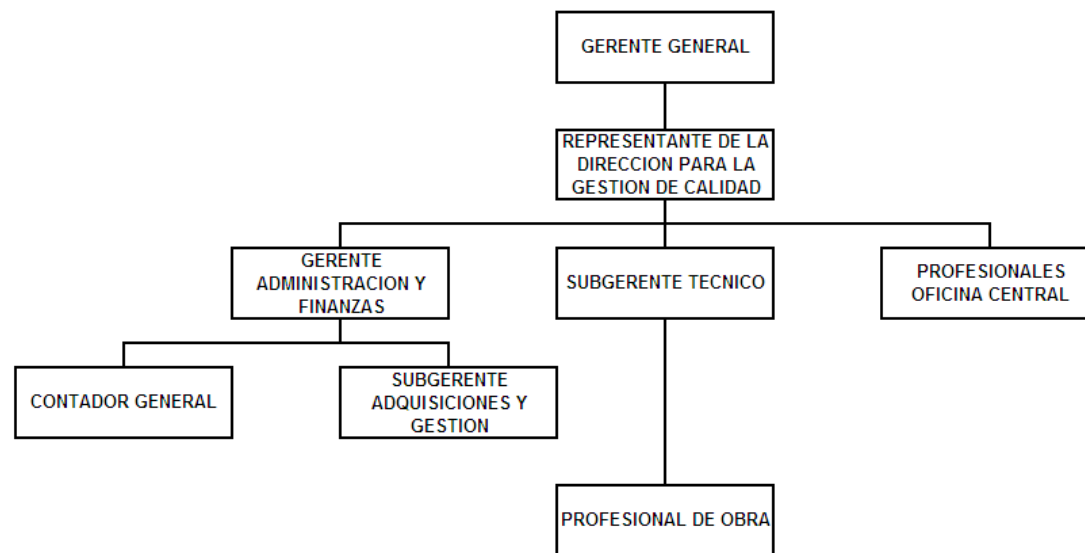 GERENTE GENERAL
REPRESENTANTE DE LA
DIRECCION PARA LA
GESTION DE CALIDAD
GERENTE
ADMINISTRACION Y
FINANZAS
SUBGERENTE TECNICO
PROFESIONALES
OFICINA CENTRAL
CONTADOR GENERAL
SUBGERENTE
ADQUISICIONES Y
GESTION
PROFESIONAL DE OBRA